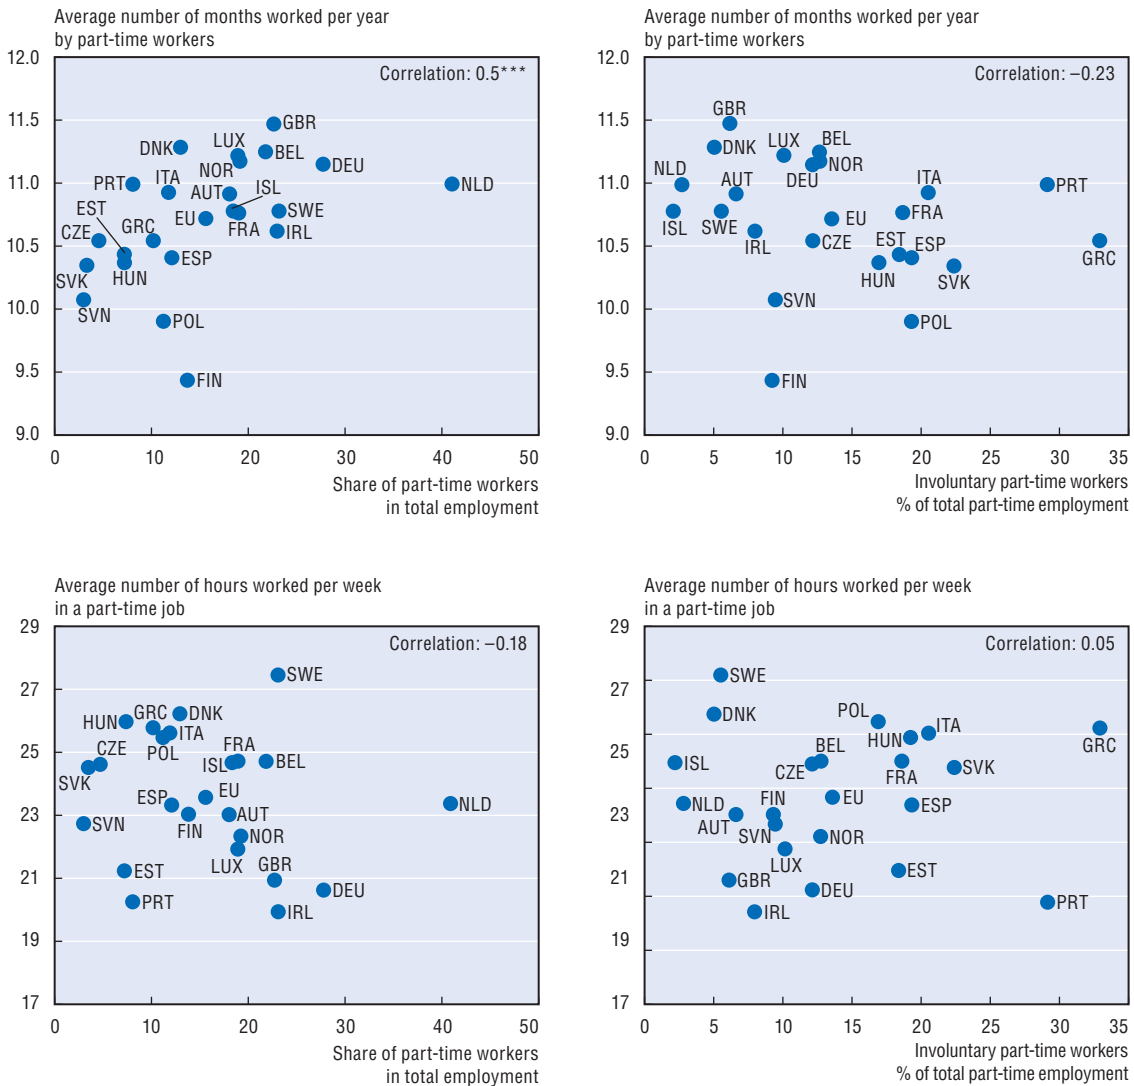 Average number of months worked per year
by part-time workers
12.0
11.5
11.0
10.5
10.0
9.5
9.0
Correlation: 0.5***
GBR
DNK
LUX
BEL
NOR
DEU
ITA
PRT
AUT
ISL
NLD
EST
EU
FRA
SWE
CZE
GRC
IRL
ESP
SVK
HUN
SVN
POL
FIN
0
10
20
30
40
50
Share of part-time workers
in total employment
Average number of months worked per year
by part-time workers
12.0
11.5
11.0
10.5
10.0
9.5
9.0
Correlation: –0.23
GBR
DNK
LUX
BEL
NOR
NLD
DEU
AUT
ITA
PRT
ISL
SWE
EU
FRA
IRL
CZE
EST
ESP
GRC
HUN
SVK
SVN
POL
FIN
0
5
10
15
20
25
30
35
Involuntary part-time workers
% of total part-time employment
Average number of hours worked per week
in a part-time job
29
27
25
23
21
19
17
Correlation: –0.18
SWE
HUN
GRC
DNK
ITA
POL
CZE
FRA
ISL
BEL
SVK
ESP
EU
NLD
SVN
FIN
AUT
NOR
LUX
GBR
EST
DEU
PRT
IRL
0
10
20
30
40
50
Share of part-time workers
in total employment
Average number of hours worked per week
in a part-time job
29
27
25
23
21
19
17
Correlation: 0.05
SWE
DNK
POL
ITA
HUN
GRC
BEL
ISL
CZE
FRA
SVK
NLD
FIN
EU
ESP
AUT
SVN
NOR
LUX
GBR
EST
DEU
IRL
PRT
0
5
10
15
20
25
30
35
Involuntary part-time workers
% of total part-time employment